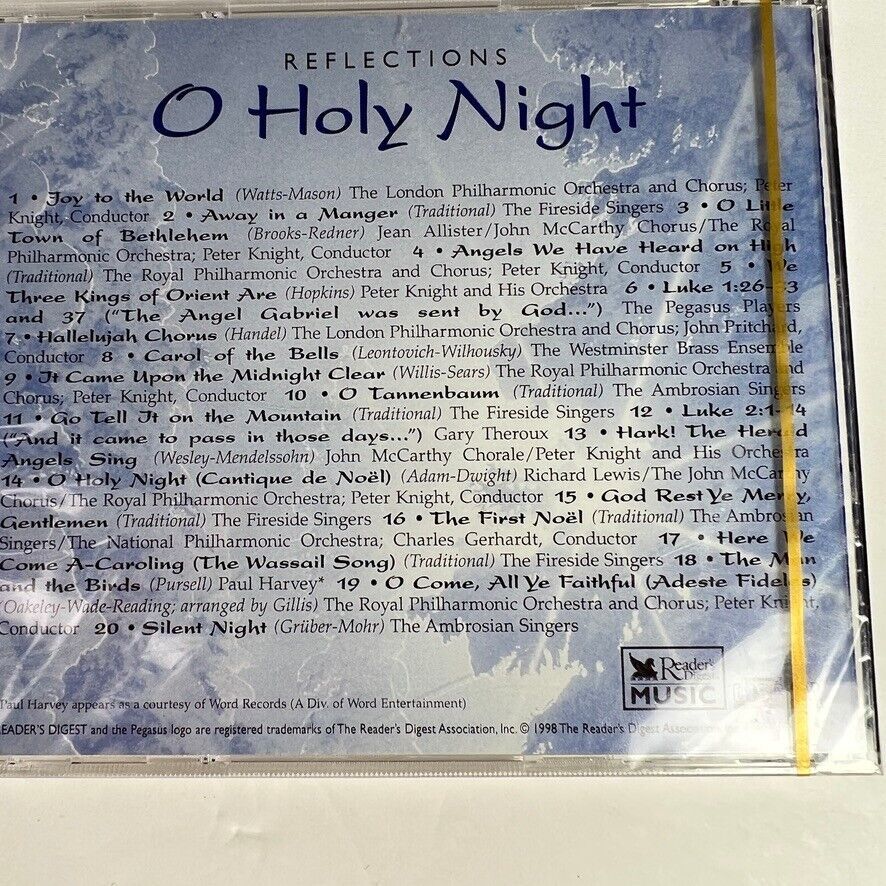 REFLECTIONS
O Holy Night
1 • Joy to the World (Watts-Mason) The London Philharmonic Orchestra and Chorus; Peter
Knight, Conductor 2 • Away in a Manger (Traditional) The Fireside Singers 3 • O Little
Town of Bethlehem (Brooks-Redner) Jean Allister/John McCarthy Chorus/The Royal
Philharmonic Orchestra; Peter Knight, Conductor 4 • Angels We Have Heard on High
(Traditional) The Royal Philharmonic Orchestra and Chorus; Peter Knight, Conductor 5 • We
Three Kings of Orient Are (Hopkins) Peter Knight and His Orchestra 6 • Luke 1:26-33
and 37 ("The Angel Gabriel was sent by God...") The Pegasus Players
7 • Hallelujah Chorus (Handel) The London Philharmonic Orchestra and Chorus; John Pritchard,
Conductor 8 • Carol of the Bells (Leontovich-Wilhousky) The Westminster Brass Ensemble
9 • It Came Upon the Midnight Clear (Willis-Sears) The Royal Philharmonic Orchestra and
Chorus; Peter Knight, Conductor 10 • O Tannenbaum (Traditional) The Ambrosian Singers
11 • Go Tell It on the Mountain (Traditional) The Fireside Singers 12 • Luke 2:1-14
("And it came to pass in those days...") Gary Theroux 13 • Hark! The Herald
Angels Sing (Wesley-Mendelssohn) John McCarthy Chorale/Peter Knight and His Orchestra
14 • O Holy Night (Cantique de Noël) (Adam-Dwight) Richard Lewis/The John McCarthy
Chorus/The Royal Philharmonic Orchestra; Peter Knight, Conductor 15 • God Rest Ye Merry,
Gentlemen (Traditional) The Fireside Singers 16 • The First Noël (Traditional) The Ambrosian
Singers/The National Philharmonic Orchestra; Charles Gerhardt, Conductor 17 • Here We
Come A-Caroling (The Wassail Song) (Traditional) The Fireside Singers 18 • The Man
and the Birds (Pursell) Paul Harvey* 19 • O Come, All Ye Faithful (Adeste Fideles)
(Oakeley-Wade-Reading; arranged by Gillis) The Royal Philharmonic Orchestra and Chorus; Peter Knight,
Conductor 20 • Silent Night (Grüber-Mohr) The Ambrosian Singers
Reader's
Digest
MUSIC
Paul Harvey appears as a courtesy of Word Records (A Div. of Word Entertainment)
READER'S DIGEST and the Pegasus logo are registered trademarks of The Reader's Digest Association, Inc. © 1998 The Reader's Digest Association,